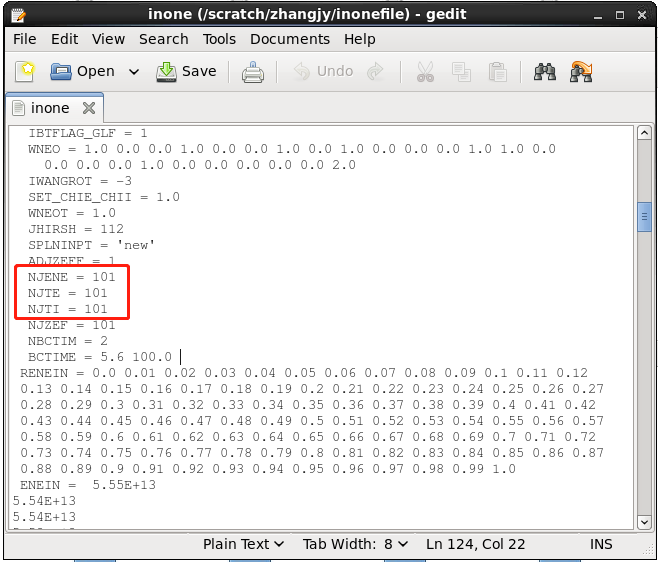 inone (/scratch/zhangjy/inonefile) - gedit
File Edit View Search Tools Documents Help
Open Save Undo
inone
IBTFLAG_GLF = 1
WNEO = 1.0 0.0 0.0 1.0 0.0 0.0 1.0 0.0 1.0 0.0 0.0 0.0 1.0 1.0 0.0
0.0 0.0 0.0 1.0 0.0 0.0 0.0 0.0 0.0 2.0
IWANGROT = -3
SET_CHIE_CHII = 1.0
WNEOT = 1.0
JHIRSH = 112
SPLNINPT = 'new'
ADJZEFF = 1
NJENE = 101
NJTE = 101
NJTI = 101
NJZEF = 101
NBCTIM = 2
BCTIME = 5.6 100.0
RENEIN = 0.0 0.01 0.02 0.03 0.04 0.05 0.06 0.07 0.08 0.09 0.1 0.11 0.12
0.13 0.14 0.15 0.16 0.17 0.18 0.19 0.2 0.21 0.22 0.23 0.24 0.25 0.26 0.27
0.28 0.29 0.3 0.31 0.32 0.33 0.34 0.35 0.36 0.37 0.38 0.39 0.4 0.41 0.42
0.43 0.44 0.45 0.46 0.47 0.48 0.49 0.5 0.51 0.52 0.53 0.54 0.55 0.56 0.57
0.58 0.59 0.6 0.61 0.62 0.63 0.64 0.65 0.66 0.67 0.68 0.69 0.7 0.71 0.72
0.73 0.74 0.75 0.76 0.77 0.78 0.79 0.8 0.81 0.82 0.83 0.84 0.85 0.86 0.87
0.88 0.89 0.9 0.91 0.92 0.93 0.94 0.95 0.96 0.97 0.98 0.99 1.0
ENEIN = 5.55E+13
5.54E+13
5.54E+13
Plain Text Tab Width: 8 Ln 124, Col 22 INS